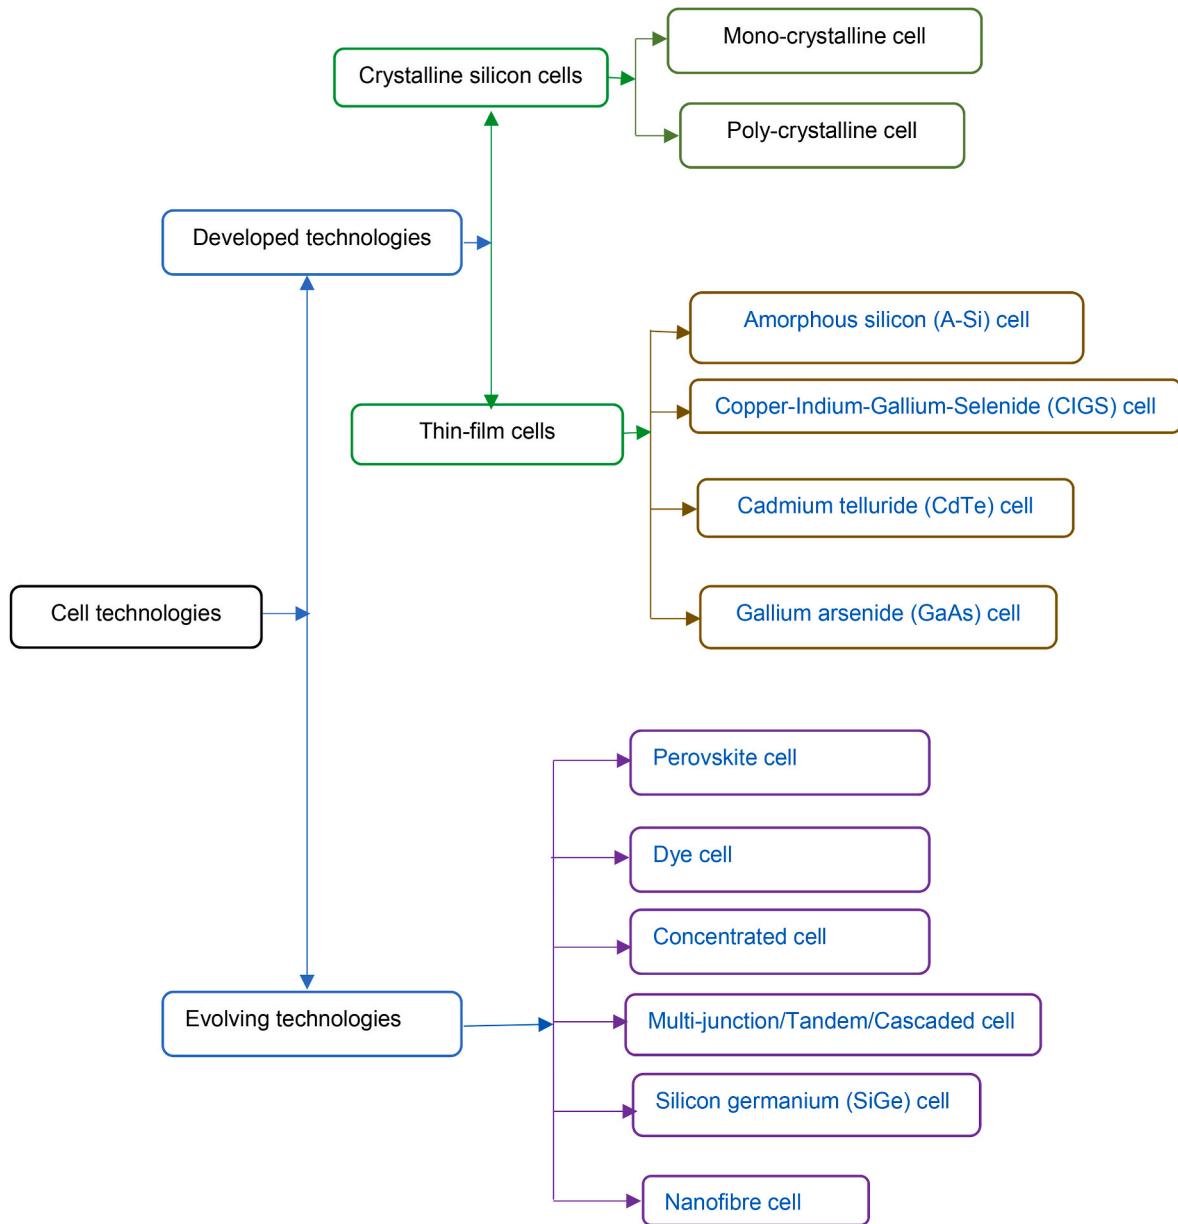 Mono-crystalline cell
Crystalline silicon cells
Poly-crystalline cell
Developed technologies
Amorphous silicon (A-Si) cell
Copper-Indium-Gallium-Selenide (CIGS) cell
Thin-film cells
Cadmium telluride (CdTe) cell
Cell technologies
Gallium arsenide (GaAs) cell
Perovskite cell
Dye cell
Concentrated cell
Evolving technologies
Multi-junction/Tandem/Cascaded cell
Silicon germanium (SiGe) cell
Nanofibre cell